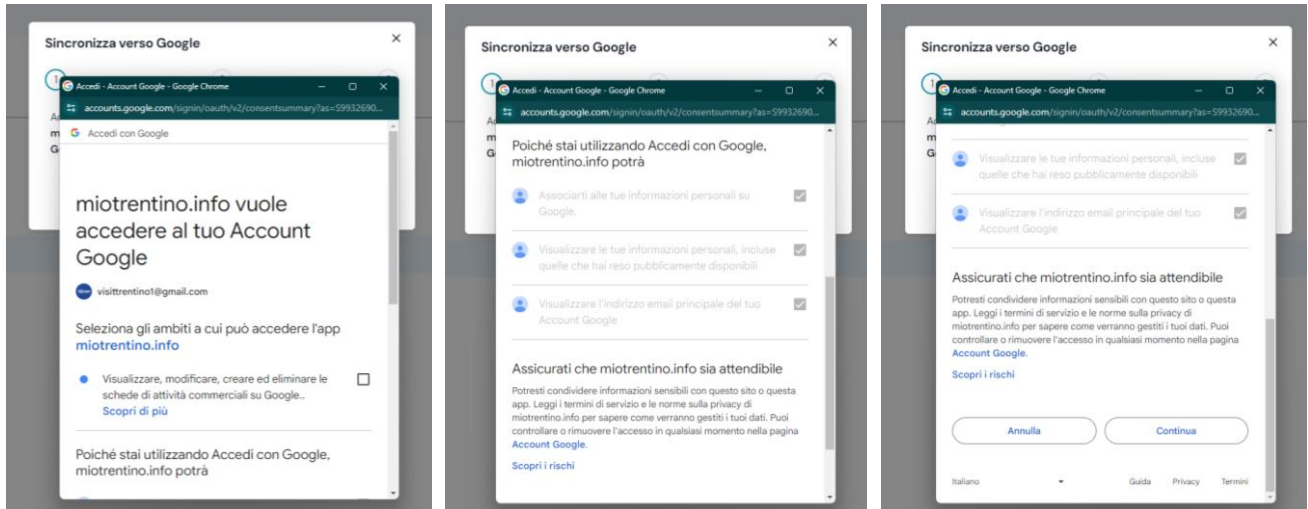 Sincronizza verso Google
1
Accedi - Account Google - Google Chrome
accounts.google.com/signin/oauth/v2/consentsummary?as=S9932690...
Accedi con Google
miotrentino.info vuole
accedere al tuo Account
Google
visittrentino1@gmail.com
Seleziona gli ambiti a cui può accedere l'app
miotrentino.info
Visualizzare, modificare, creare ed eliminare le
schede di attività commerciali su Google..
Scopri di più
Poiché stai utilizzando Accedi con Google,
miotrentino.info potrà
Sincronizza verso Google
1
Accedi - Account Google - Google Chrome
accounts.google.com/signin/oauth/v2/consentsummary?as=S9932690...
Poiché stai utilizzando Accedi con Google,
miotrentino.info potrà
Associarti alle tue informazioni personali su
Google.
Visualizzare le tue informazioni personali, incluse
quelle che hai reso pubblicamente disponibili
Visualizzare l'indirizzo email principale del tuo
Account Google
Assicurati che miotrentino.info sia attendibile
Potresti condividere informazioni sensibili con questo sito o questa
app. Leggi i termini di servizio e le norme sulla privacy di
miotrentino.info per sapere come verranno gestiti i tuoi dati. Puoi
controllare o rimuovere l'accesso in qualsiasi momento nella pagina
Account Google.
Scopri i rischi
Sincronizza verso Google
1
Accedi - Account Google - Google Chrome
accounts.google.com/signin/oauth/v2/consentsummary?as=S9932690...
Visualizzare le tue informazioni personali, incluse
quelle che hai reso pubblicamente disponibili
Visualizzare l'indirizzo email principale del tuo
Account Google
Assicurati che miotrentino.info sia attendibile
Potresti condividere informazioni sensibili con questo sito o questa
app. Leggi i termini di servizio e le norme sulla privacy di
miotrentino.info per sapere come verranno gestiti i tuoi dati. Puoi
controllare o rimuovere l'accesso in qualsiasi momento nella pagina
Account Google.
Scopri i rischi
Annulla
Continua
Italiano
Guida Privacy Termini